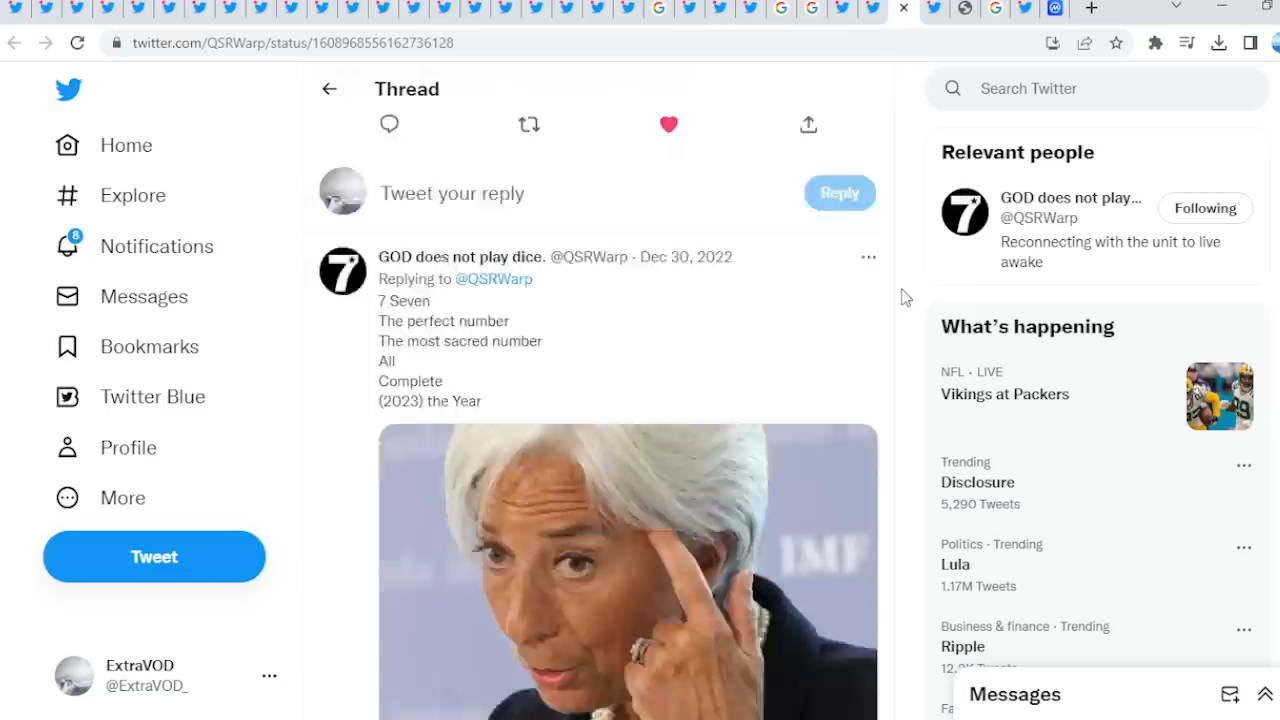 twitter.com/QSRWarp/status/1608968556162736128
Home
Explore
8
Notifications
Messages
Bookmarks
Twitter Blue
Profile
More
Tweet
ExtraVOD
@ExtraVOD_
Thread
Tweet your reply
Reply
7
GOD does not play dice. @QSRWarp · Dec 30, 2022
Replying to @QSRWarp
7 Seven
The perfect number
The most sacred number
All
Complete
(2023) the Year
IMF
Search Twitter
Relevant people
7
GOD does not play...
@QSRWarp
Following
Reconnecting with the unit to live
awake
What's happening
NFL · LIVE
Vikings at Packers
Trending
Disclosure
5,290 Tweets
Politics · Trending
Lula
1.17M Tweets
Business & finance · Trending
Ripple
Messages